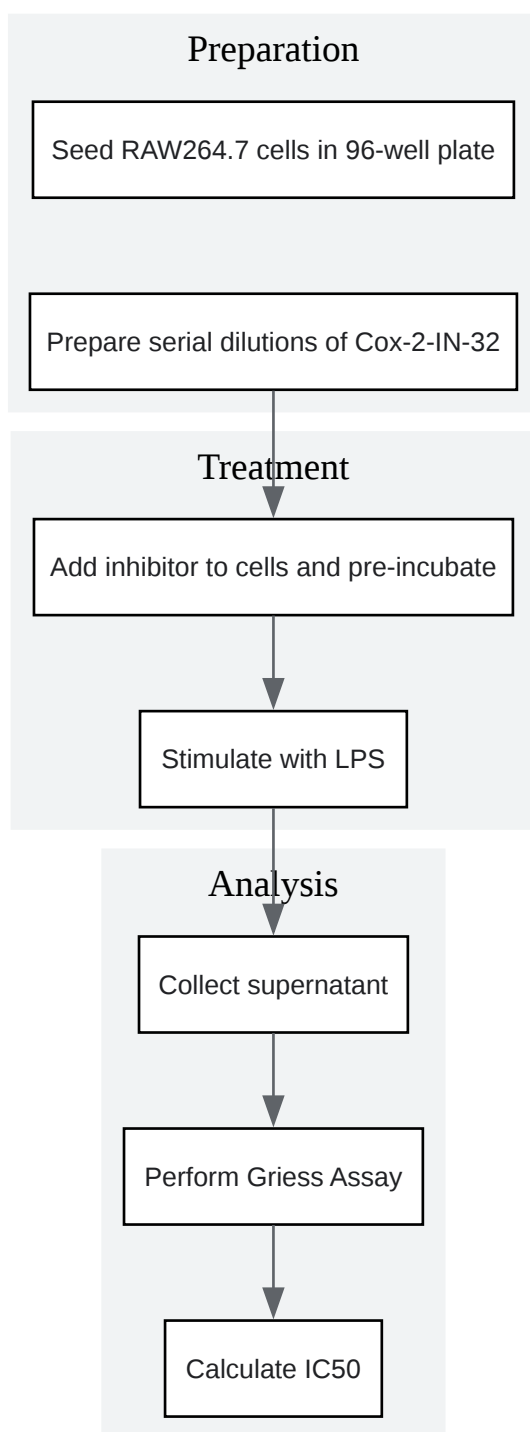 Preparation
Seed RAW264.7 cells in 96-well plate
Prepare serial dilutions of Cox-2-IN-32
Treatment
Add inhibitor to cells and pre-incubate
Stimulate with LPS
Analysis
Collect supernatant
Perform Griess Assay
Calculate IC50